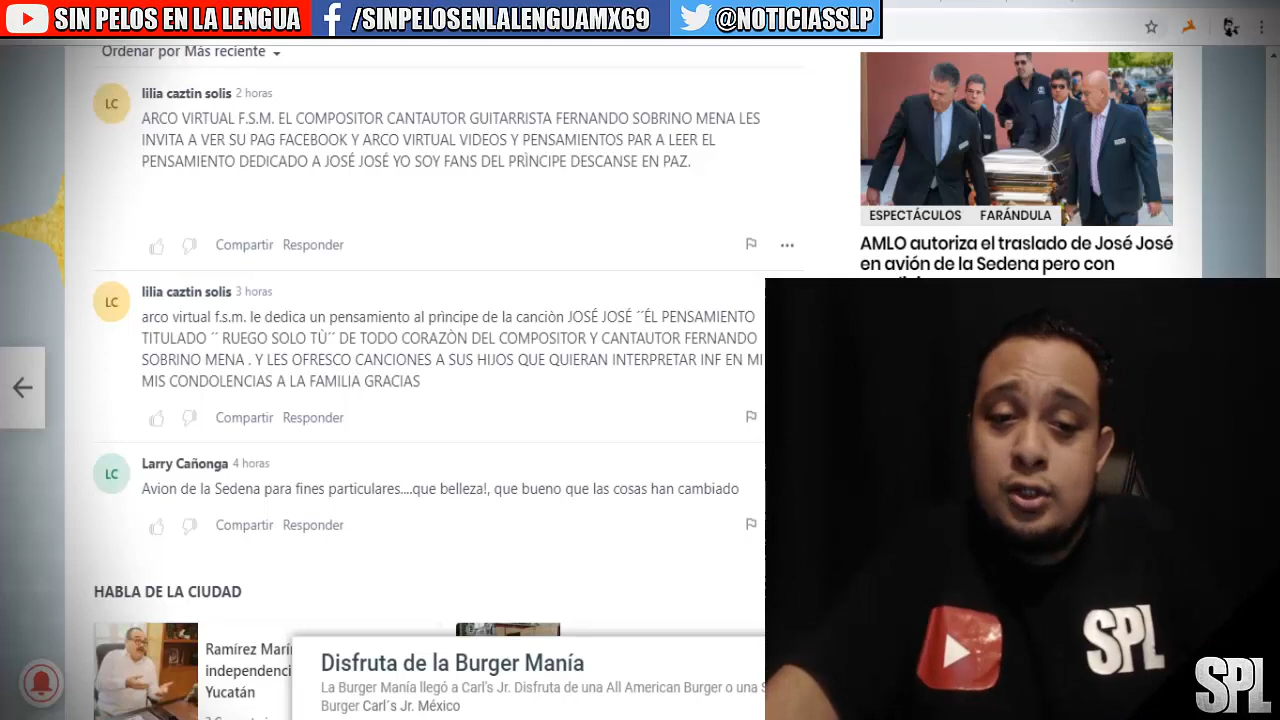 SIN PELOS EN LA LENGUA
/SINPELOSENLALENGUAMX69
@NOTICIASSLP
Ordenar por Más reciente
LC
lilia caztin solis 2 horas
ARCO VIRTUAL F.S.M. EL COMPOSITOR CANTAUTOR GUITARRISTA FERNANDO SOBRINO MENA LES
INVITA A VER SU PAG FACEBOOK Y ARCO VIRTUAL VIDEOS Y PENSAMIENTOS PAR A LEER EL
PENSAMIENTO DEDICADO A JOSÉ JOSÉ YO SOY FANS DEL PRÌNCIPE DESCANSE EN PAZ.
Compartir Responder
LC
lilia caztin solis 3 horas
arco virtual f.s.m. le dedica un pensamiento al prìncipe de la canciòn JOSÉ JOSÉ ´´ÉL PENSAMIENTO
TITULADO ´´ RUEGO SOLO TÙ´´ DE TODO CORAZÒN DEL COMPOSITOR Y CANTAUTOR FERNANDO
SOBRINO MENA . Y LES OFRESCO CANCIONES A SUS HIJOS QUE QUIERAN INTERPRETAR INF EN MI
MIS CONDOLENCIAS A LA FAMILIA GRACIAS
Compartir Responder
LC
Larry Cañonga 4 horas
Avion de la Sedena para fines particulares....que belleza!, que bueno que las cosas han cambiado
Compartir Responder
HABLA DE LA CIUDAD
Ramírez Marí
independenci
Yucatán
Disfruta de la Burger Manía
La Burger Manía llegó a Carl's Jr. Disfruta de una All American Burger o una S
Burger Carl´s Jr. México
ESPECTÁCULOS FARÁNDULA
AMLO autoriza el traslado de José José
en avión de la Sedena pero con
SPL
SPL